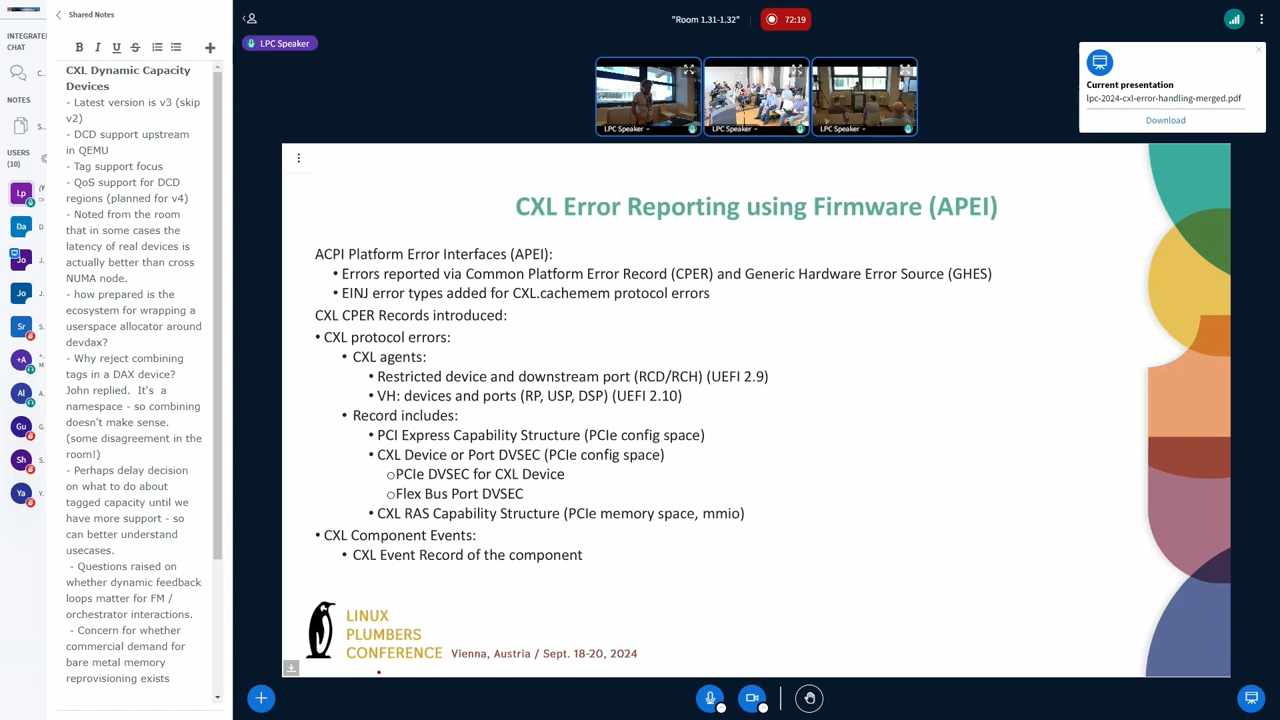 INTEGRATE
CHAT
C..
NOTES
S..
USERS
(10)
Lp
(Y
Da
D.
Jo
J.
Jo
J.
Sr
S.
+A
+.
M
Al
A.
Gu
G.
Sh
S.
Ya
Y.
Shared Notes
B I U S
CXL Dynamic Capacity
Devices
- Latest version is v3 (skip
v2)
- DCD support upstream
in QEMU
- Tag support focus
- QoS support for DCD
regions (planned for v4)
- Noted from the room
that in some cases the
latency of real devices is
actually better than cross
NUMA node.
- how prepared is the
ecosystem for wrapping a
userspace allocator around
devdax?
- Why reject combining
tags in a DAX device?
John replied. It's a
namespace - so combining
doesn't make sense.
(some disagreement in the
room!)
- Perhaps delay decision
on what to do about
tagged capacity until we
have more support - so
can better understand
usecases.
- Questions raised on
whether dynamic feedback
loops matter for FM /
orchestrator interactions.
- Concern for whether
commercial demand for
bare metal memory
reprovisioning exists
"Room 1.31-1.32"
72:19
LPC Speaker
LPC Speaker
LPC Speaker
LPC Speaker
Current presentation
lpc-2024-cxl-error-handling-merged.pdf
Download
CXL Error Reporting using Firmware (APEI)
ACPI Platform Error Interfaces (APEI):
• Errors reported via Common Platform Error Record (CPER) and Generic Hardware Error Source (GHES)
• EINJ error types added for CXL.cachemem protocol errors
CXL CPER Records introduced:
• CXL protocol errors:
• CXL agents:
• Restricted device and downstream port (RCD/RCH) (UEFI 2.9)
• VH: devices and ports (RP, USP, DSP) (UEFI 2.10)
• Record includes:
• PCI Express Capability Structure (PCIe config space)
• CXL Device or Port DVSEC (PCIe config space)
oPCIe DVSEC for CXL Device
oFlex Bus Port DVSEC
• CXL RAS Capability Structure (PCIe memory space, mmio)
• CXL Component Events:
• CXL Event Record of the component
LINUX
PLUMBERS
CONFERENCE Vienna, Austria / Sept. 18-20, 2024